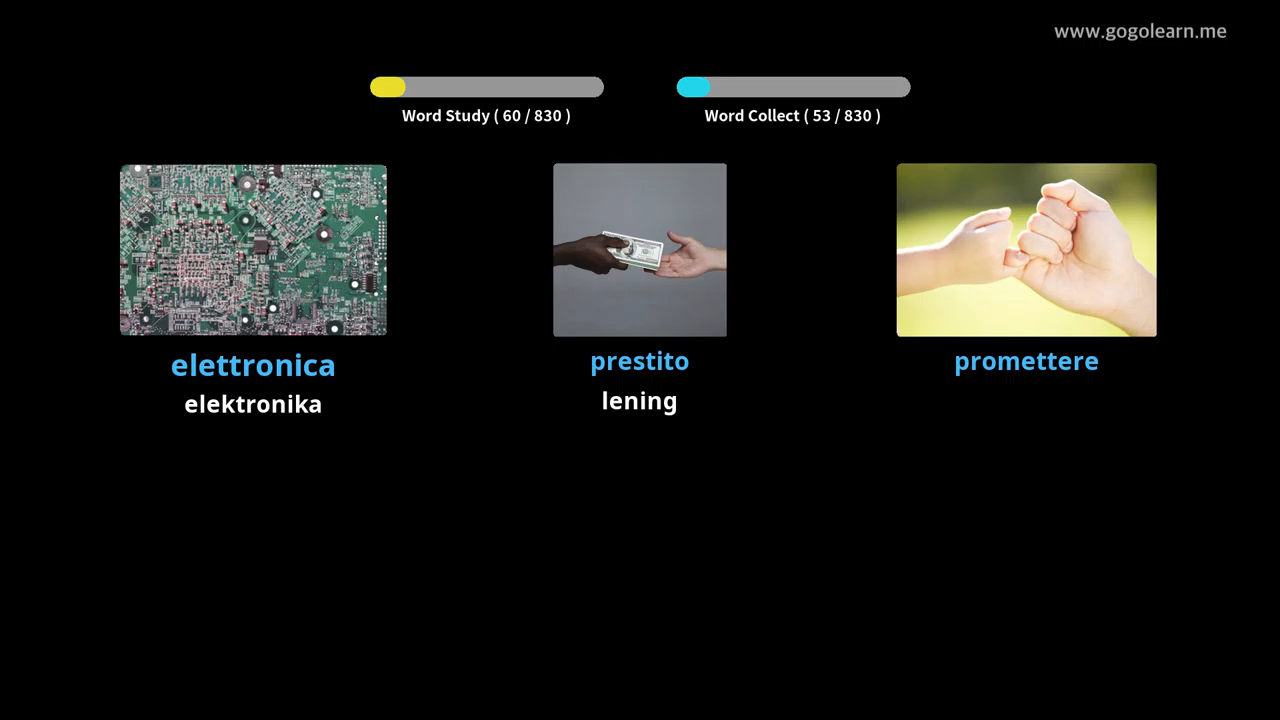 www.gogolearn.me
Word Study ( 60 / 830 )
Word Collect ( 53 / 830 )
elettronica
elektronika
prestito
lening
promettere